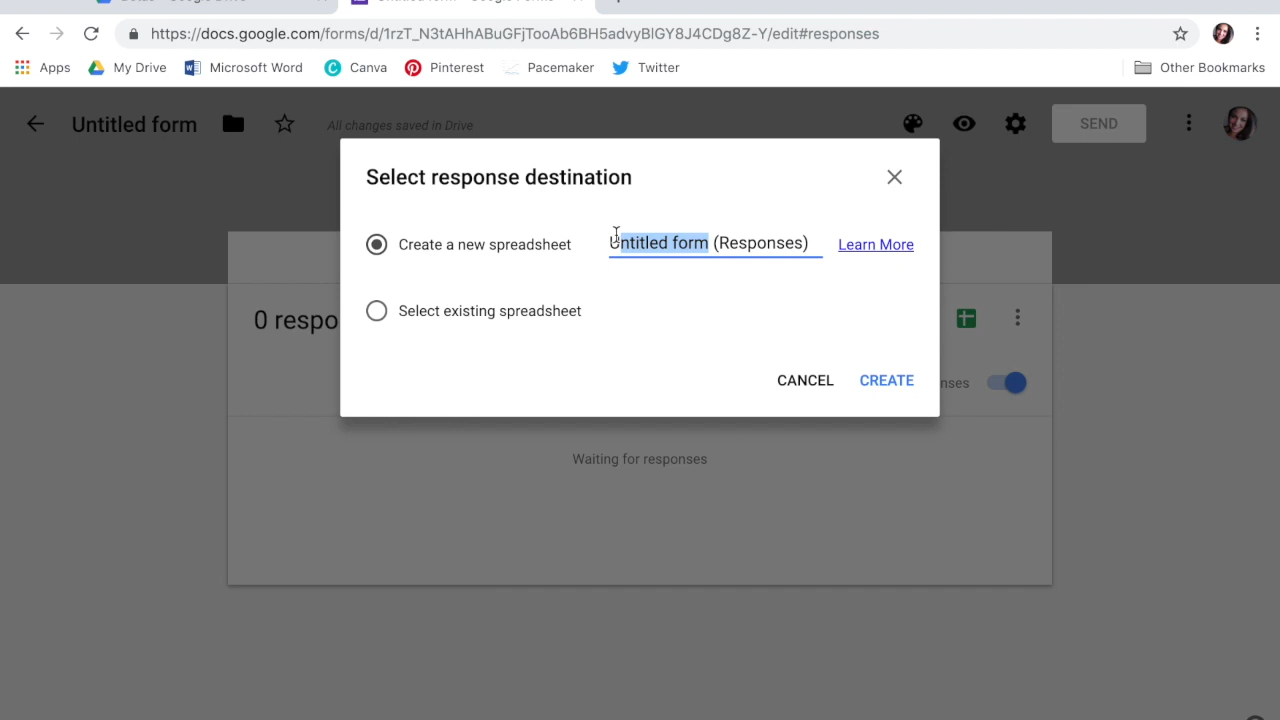 https://docs.google.com/forms/d/1rzT_N3tAHhABuGFjTooAb6BH5advyBlGY8J4CDg8Z-Y/edit#responses
Apps My Drive Microsoft Word Canva Pinterest Pacemaker Twitter Other Bookmarks
Untitled form All changes saved in Drive SEND
Select response destination
Create a new spreadsheet Untitled form (Responses) Learn More
Select existing spreadsheet
0 respo
CANCEL CREATE
nses
Waiting for responses